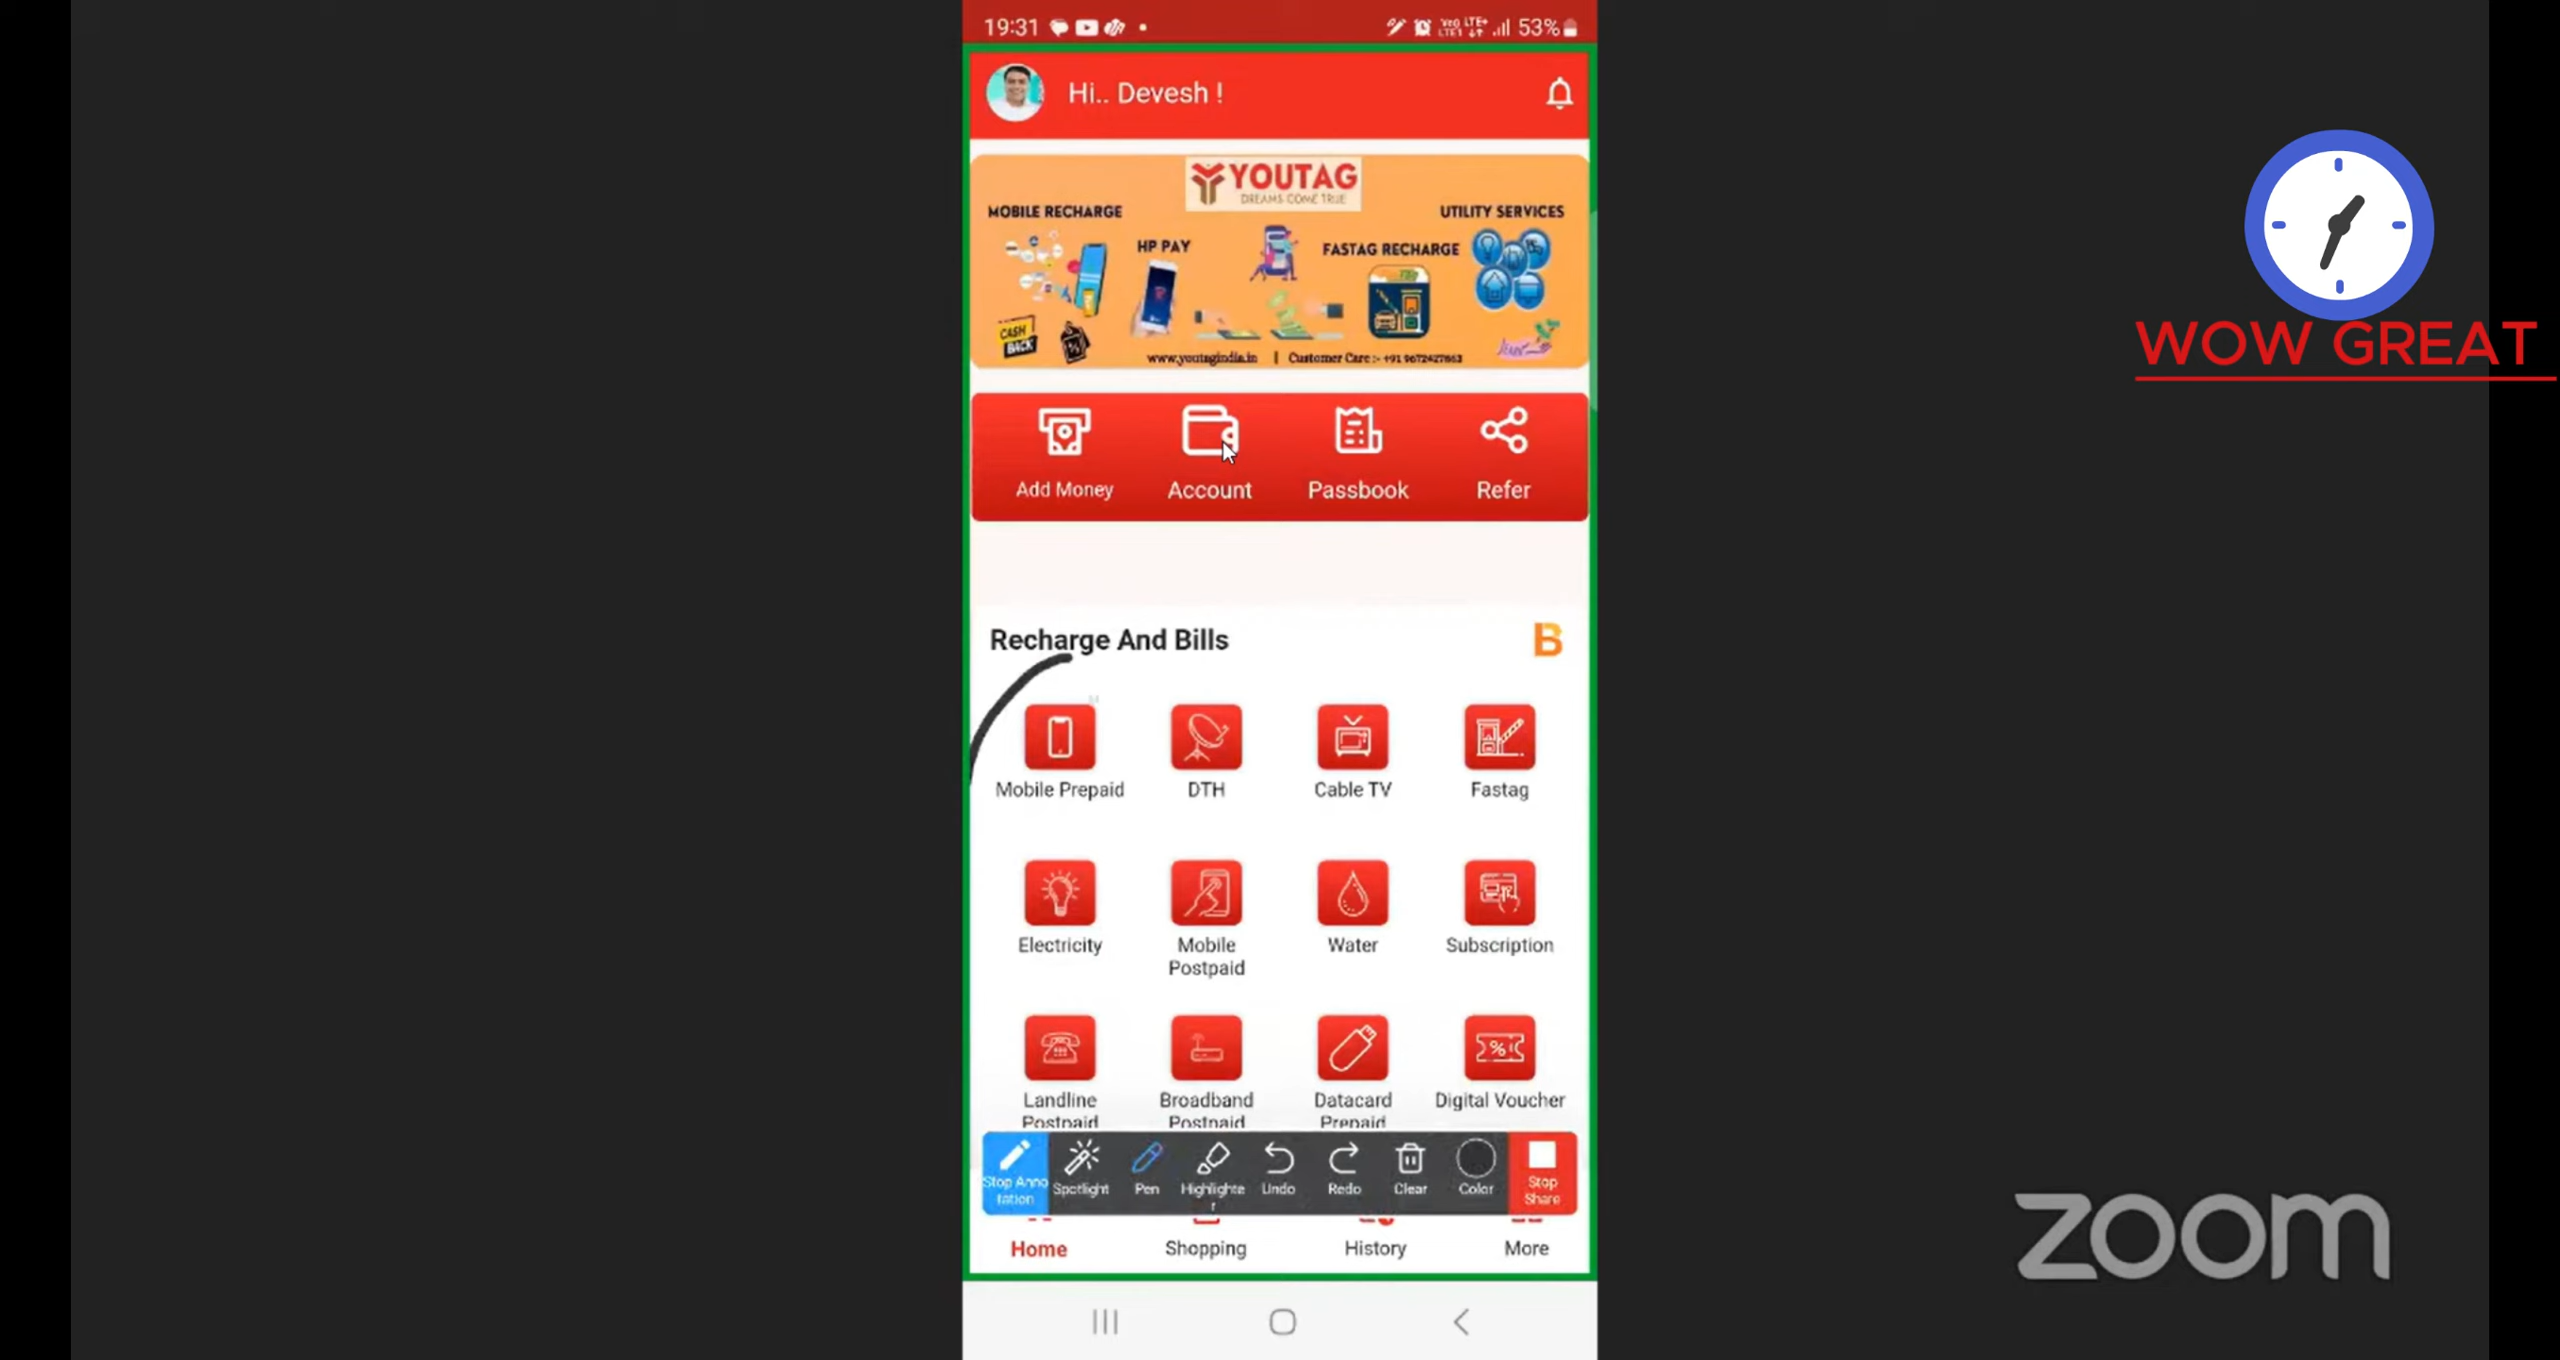 19:31
53%
Hi.. Devesh !
YOUTAG
DREAMS COME TRUE
MOBILE RECHARGE
UTILITY SERVICES
HP PAY
FASTAG RECHARGE
CASH
BACK
www.youtagindia.in | Customer Care :- +91 9672427863
Add Money Account Passbook Refer
Recharge And Bills
B
Mobile Prepaid DTH Cable TV Fastag
Electricity Mobile Postpaid Water Subscription
Landline Postpaid Broadband Postpaid Datacard Prepaid Digital Voucher
Stop Annotation Spotlight Pen Highlighter Undo Redo Clear Color Stop Share
Home Shopping History More
WOW GREAT
zoom